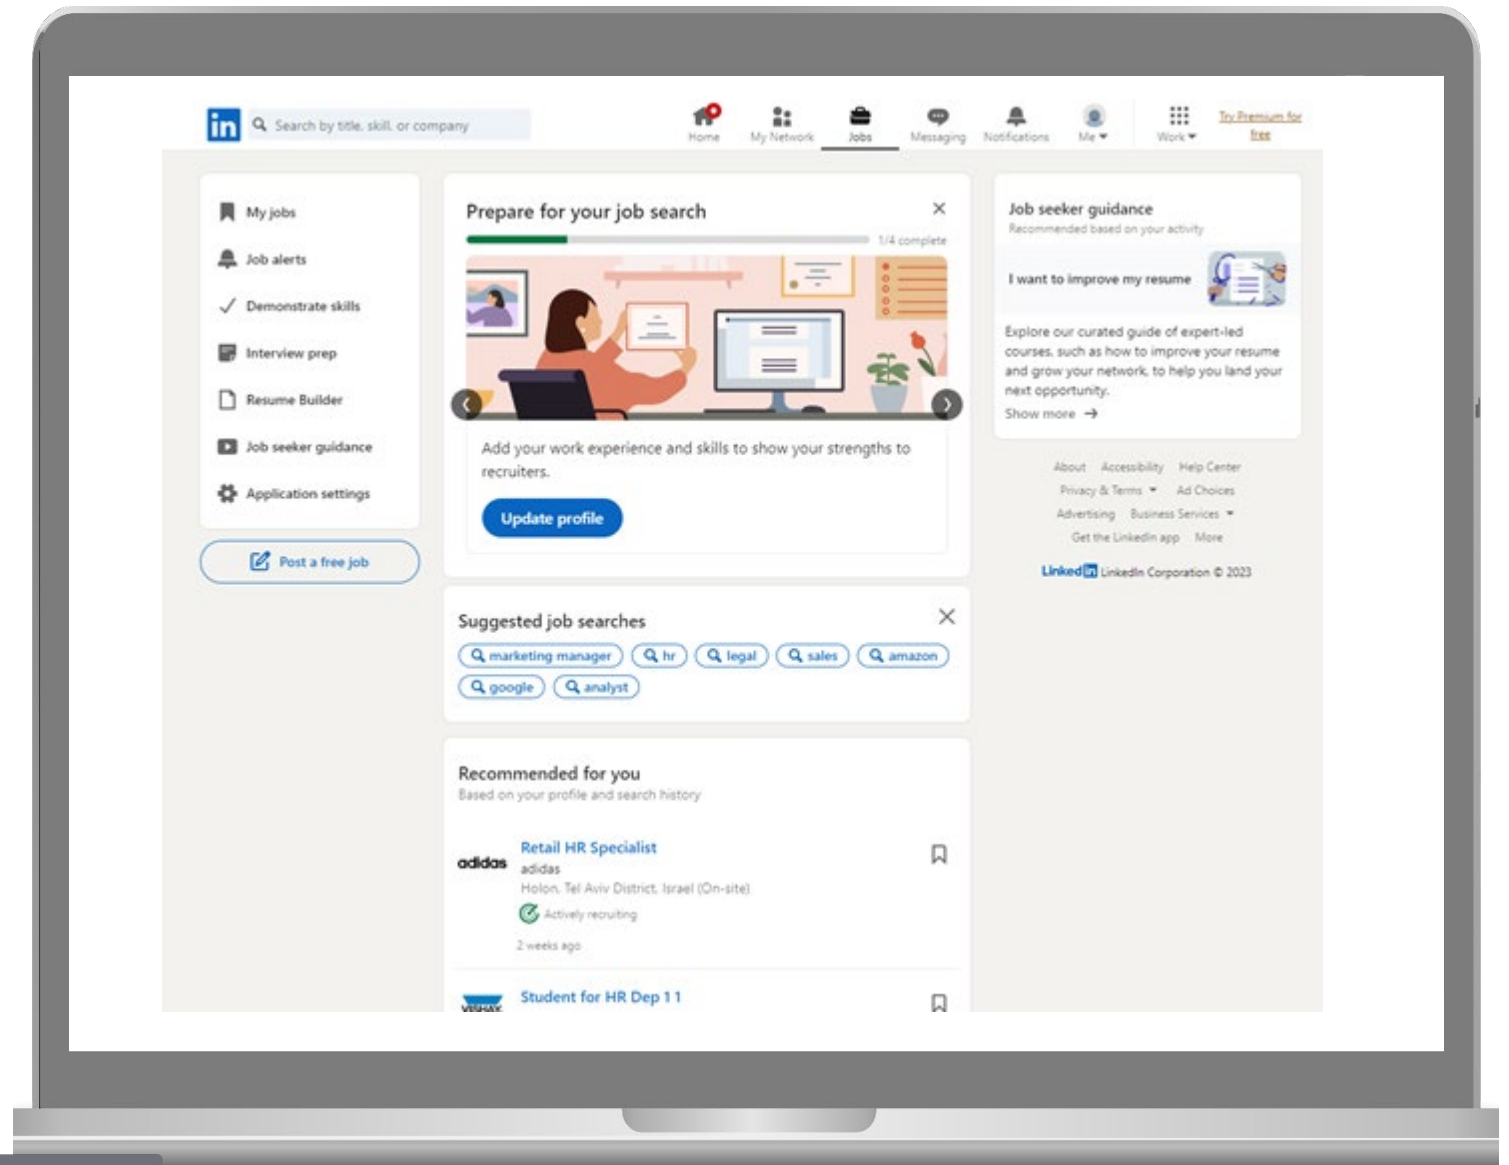 in
Search by title, skill, or company
Home
My Network
Jobs
Messaging
Notifications
Me
Work
Try Premium for
free
My jobs
Job alerts
Demonstrate skills
Interview prep
Resume Builder
Job seeker guidance
Application settings
Post a free job
Prepare for your job search
1/4 complete
Add your work experience and skills to show your strengths to
recruiters.
Update profile
Suggested job searches
marketing manager
hr
legal
sales
amazon
google
analyst
Recommended for you
Based on your profile and search history
adidas
Retail HR Specialist
adidas
Holon, Tel Aviv District, Israel (On-site)
Actively recruiting
2 weeks ago
VISHAY
Student for HR Dep 1 1
Job seeker guidance
Recommended based on your activity
I want to improve my resume
Explore our curated guide of expert-led
courses, such as how to improve your resume
and grow your network, to help you land your
next opportunity.
Show more
About Accessibility Help Center
Privacy & Terms Ad Choices
Advertising Business Services
Get the LinkedIn app More
Linkedin LinkedIn Corporation © 2023